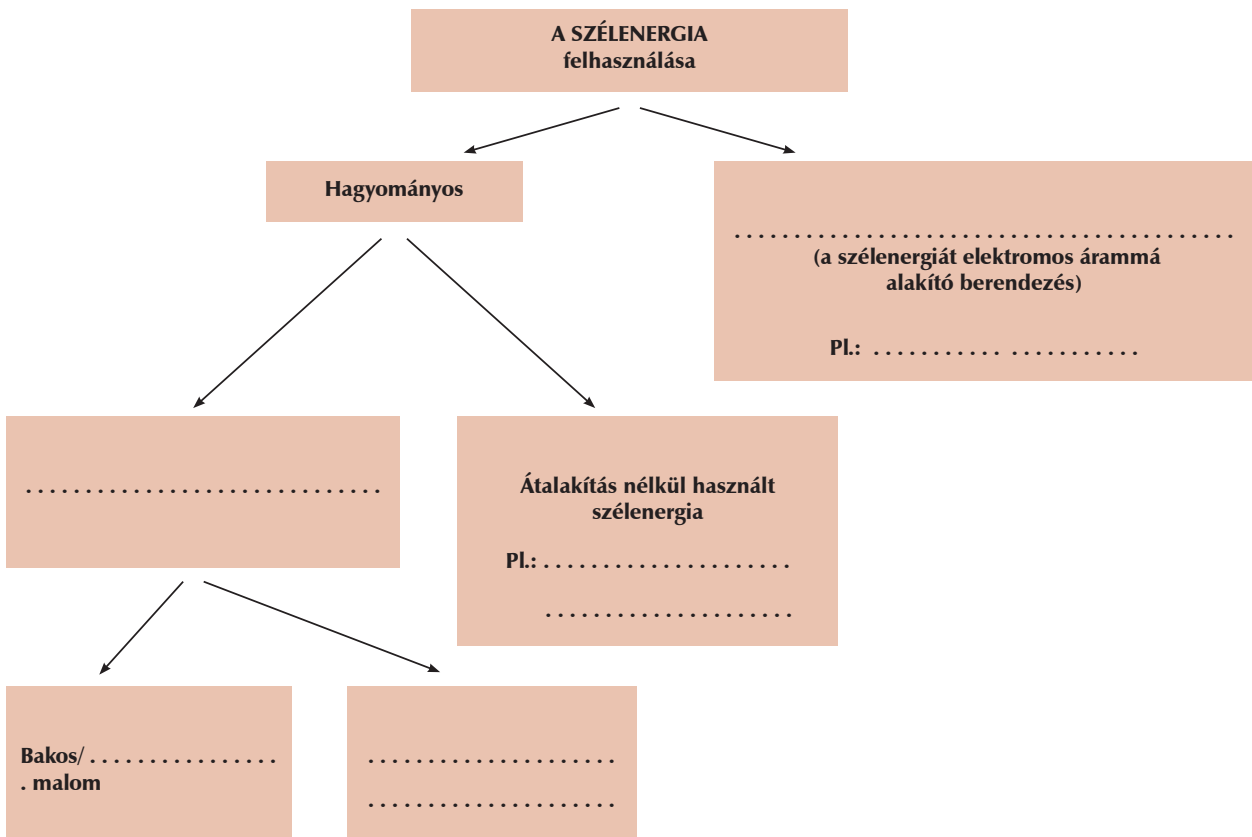 A SZÉLENERGIA
felhasználása
Hagyományos
. . . . . . . . . . . . . . . . . . . . . . . . . . . . . . . . . . . . . . . . . .
(a szélenergiát elektromos árammá
alakító berendezés)
Pl.: . . . . . . . . . . . . . . . . . . . . . .
. . . . . . . . . . . . . . . . . . . . . . . . . . . . . .
Átalakítás nélkül használt
szélenergia
Pl.: . . . . . . . . . . . . . . . . . . . . .
. . . . . . . . . . . . . . . . . . . . .
Bakos/ . . . . . . . . . . . . . . . .
. malom
. . . . . . . . . . . . . . . . . . . . .
. . . . . . . . . . . . . . . . . . . . .